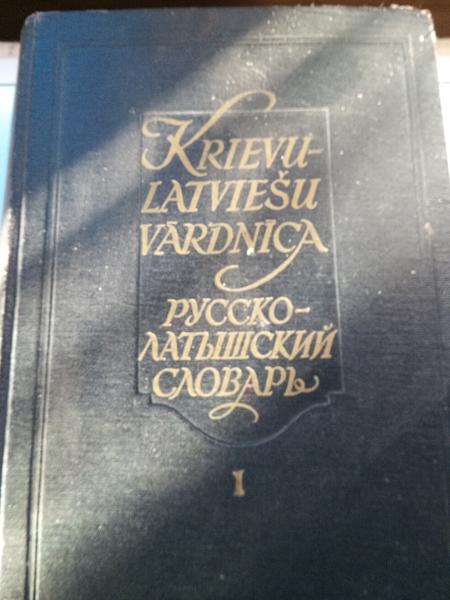 KRIEVU-
LATVIEŠU
VĀRDNĪCA
РУССКО-
ЛАТЫШСКИЙ
СЛОВАРЬ
I